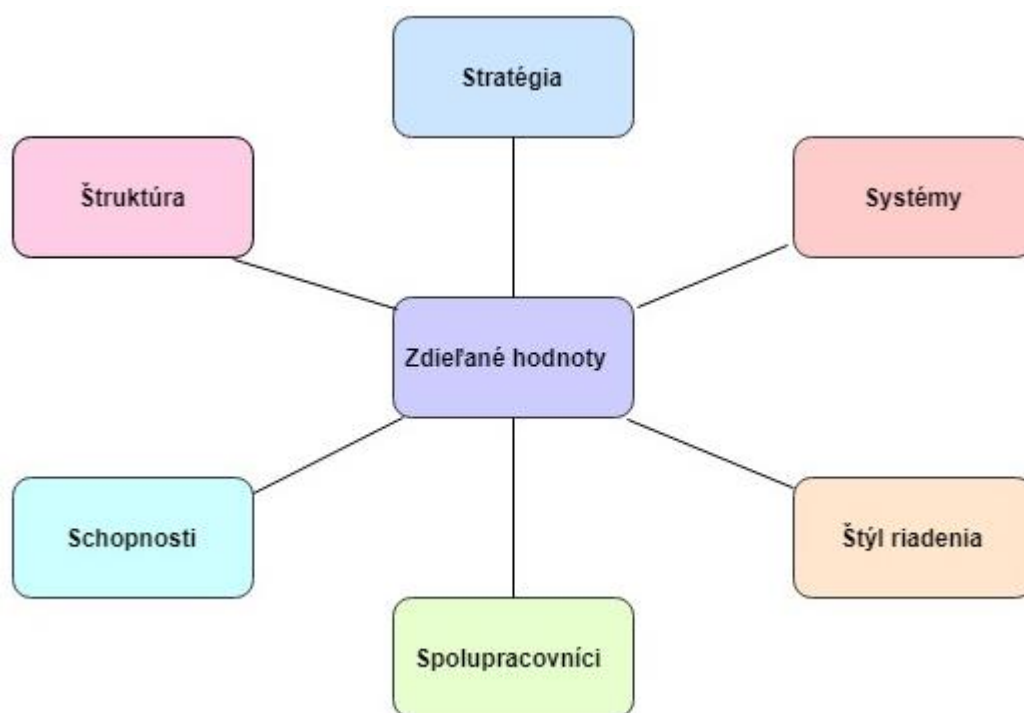 Stratégia
Štruktúra
Systémy
Zdieľané hodnoty
Schopnosti
Štýl riadenia
Spolupracovníci